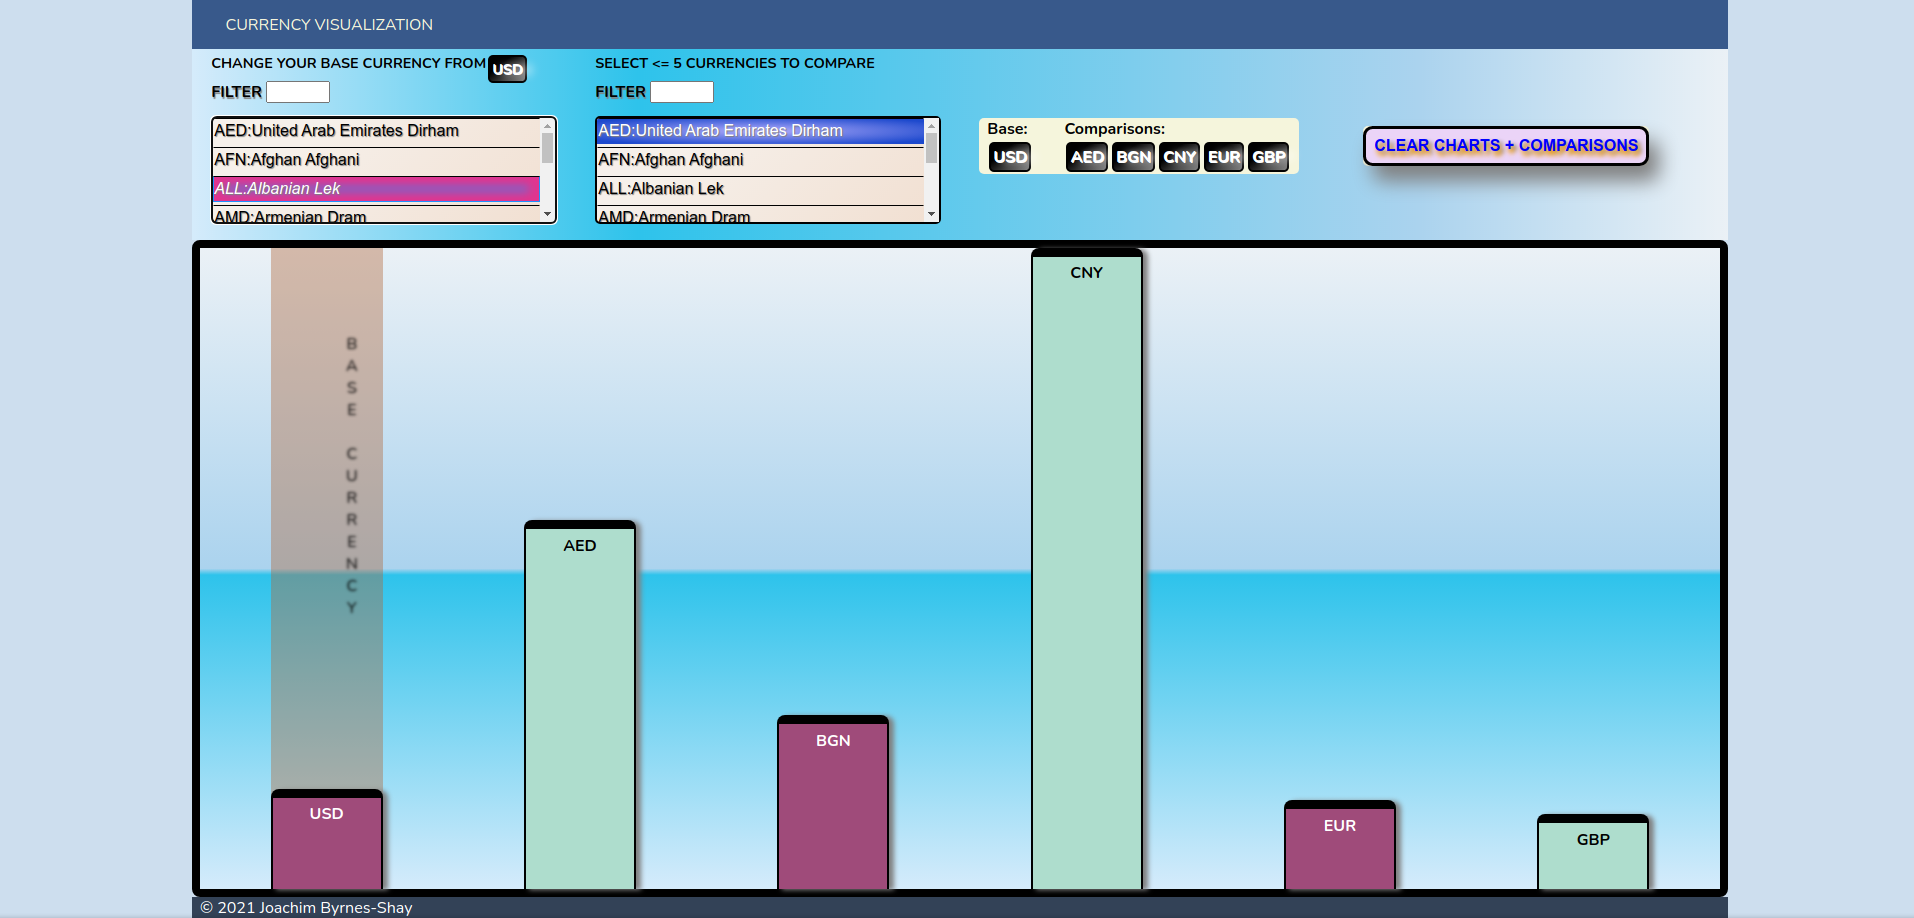 CURRENCY VISUALIZATION
CHANGE YOUR BASE CURRENCY FROM USD
FILTER
AED:United Arab Emirates Dirham
AFN:Afghan Afghani
ALL:Albanian Lek
AMD:Armenian Dram
SELECT <= 5 CURRENCIES TO COMPARE
FILTER
AED:United Arab Emirates Dirham
AFN:Afghan Afghani
ALL:Albanian Lek
AMD:Armenian Dram
Base: Comparisons:
USD AED BGN CNY EUR GBP
CLEAR CHARTS + COMPARISONS
BASE CURRENCY
USD
AED
BGN
CNY
EUR
GBP
© 2021 Joachim Byrnes-Shay